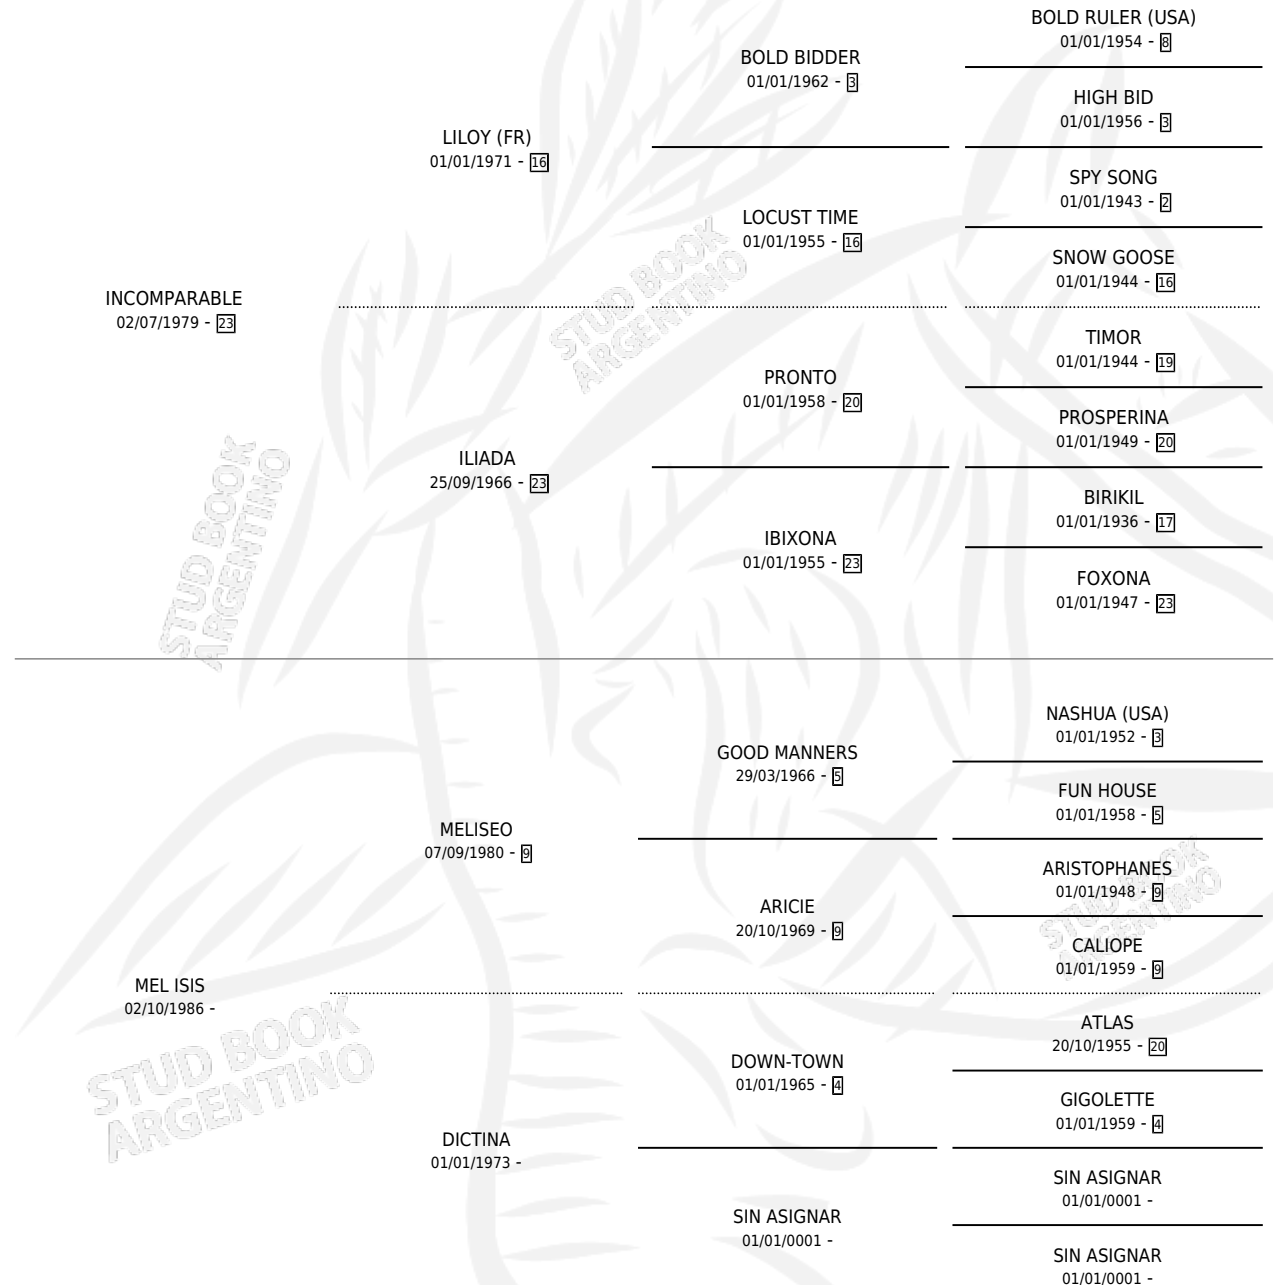 BOLD RULER (USA)
01/01/1954 - 8
BOLD BIDDER
01/01/1962 - 3
HIGH BID
01/01/1956 - 3
LILOY (FR)
01/01/1971 - 16
SPY SONG
01/01/1943 - 2
LOCUST TIME
01/01/1955 - 16
SNOW GOOSE
01/01/1944 - 16
INCOMPARABLE
02/07/1979 - 23
STUD BOOK
ARGENTINO
TIMOR
01/01/1944 - 19
PRONTO
01/01/1958 - 20
PROSPERINA
01/01/1949 - 20
ILIADA
25/09/1966 - 23
BIRIKIL
01/01/1936 - 17
IBIXONA
01/01/1955 - 23
FOXONA
01/01/1947 - 23
STUD BOOK
ARGENTINO
NASHUA (USA)
01/01/1952 - 3
GOOD MANNERS
29/03/1966 - 5
FUN HOUSE
01/01/1958 - 5
MELISEO
07/09/1980 - 9
ARISTOPHANES
01/01/1948 - 9
ARICIE
20/10/1969 - 9
STUD BOOK
ARGENTINO
CALIOPE
01/01/1959 - 9
MEL ISIS
02/10/1986 -
STUD BOOK
ARGENTINO
ATLAS
20/10/1955 - 20
DOWN-TOWN
01/01/1965 - 4
GIGOLETTE
01/01/1959 - 4
DICTINA
01/01/1973 -
SIN ASIGNAR
01/01/0001 -
SIN ASIGNAR
01/01/0001 -
SIN ASIGNAR
01/01/0001 -